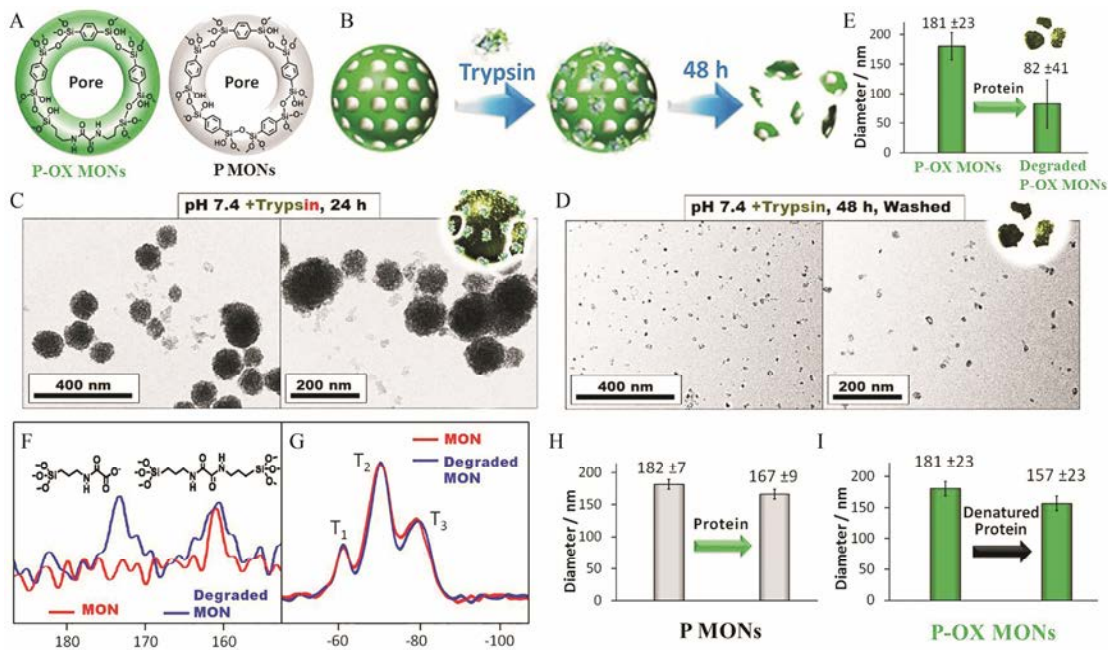 A
Pore
P-OX MONs
Pore
P MONs
B
Trypsin
48 h
E
Diameter / nm
200
150
100
50
0
181 ±23
82 ±41
Protein
P-OX MONs
Degraded
P-OX MONs
C
pH 7.4 +Trypsin, 24 h
400 nm
200 nm
D
pH 7.4 +Trypsin, 48 h, Washed
400 nm
200 nm
F
MON
Degraded
MON
180
170
160
G
MON
Degraded
MON
T1
T2
T3
-60
-80
-100
H
Diameter / nm
200
150
100
50
0
182 ±7
167 ±9
Protein
P MONs
I
Diameter / nm
200
150
100
50
0
181 ±23
157 ±23
Denatured
Protein
P-OX MONs